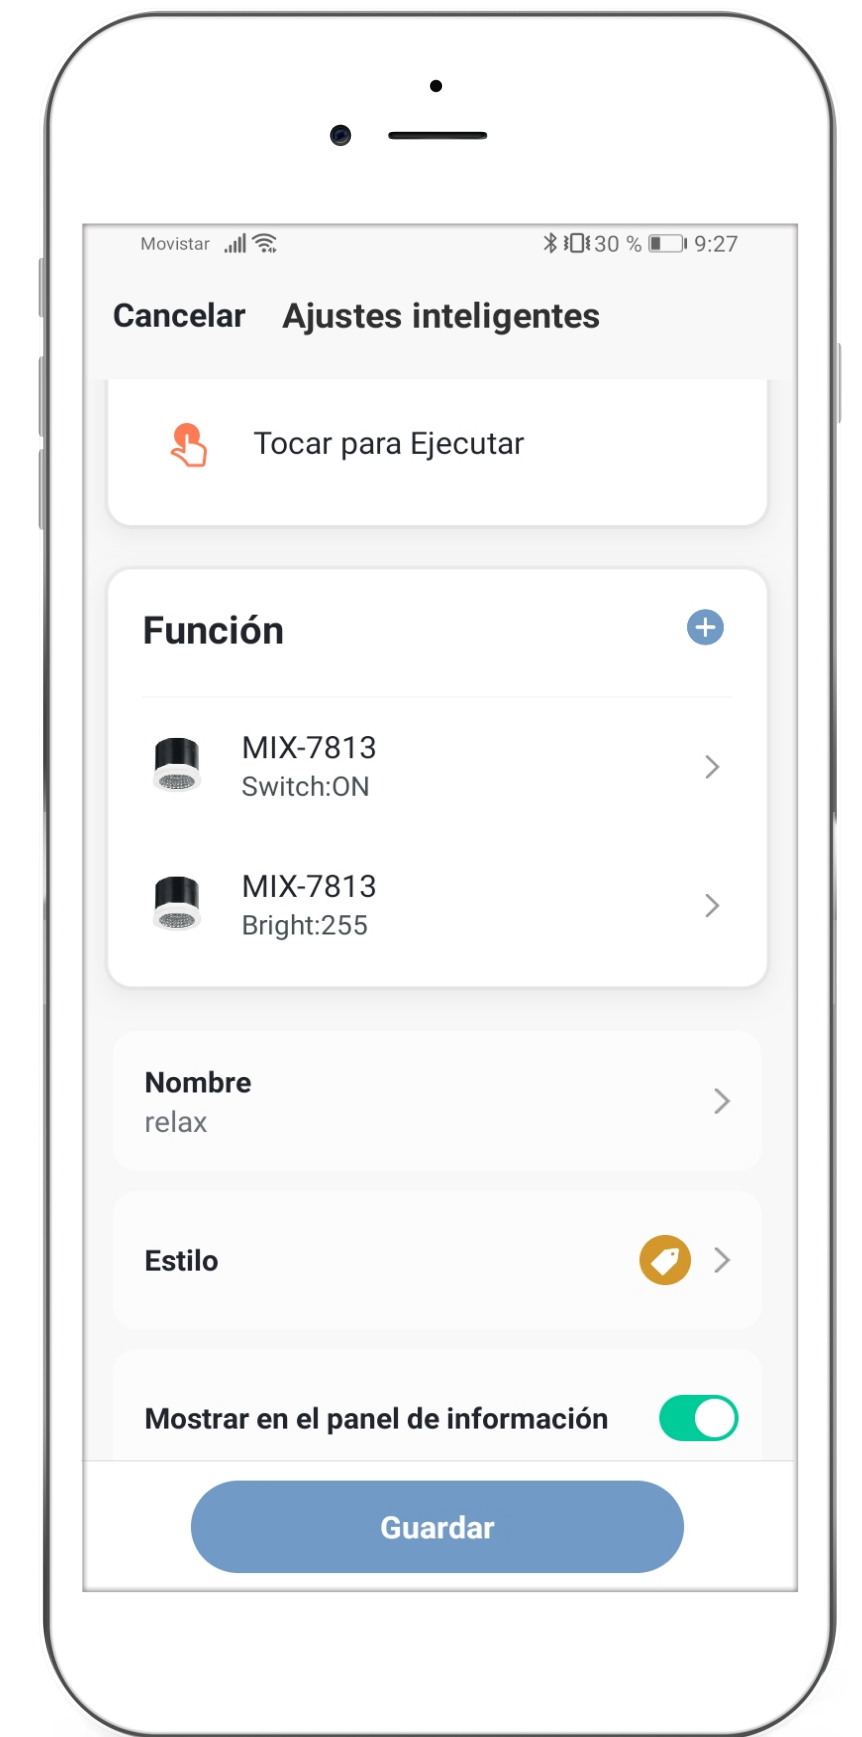 Movistar 30 % 9:27
Cancelar Ajustes inteligentes
Tocar para Ejecutar
Función
MIX-7813
Switch:ON
MIX-7813
Bright:255
Nombre
relax
Estilo
Mostrar en el panel de información
Guardar